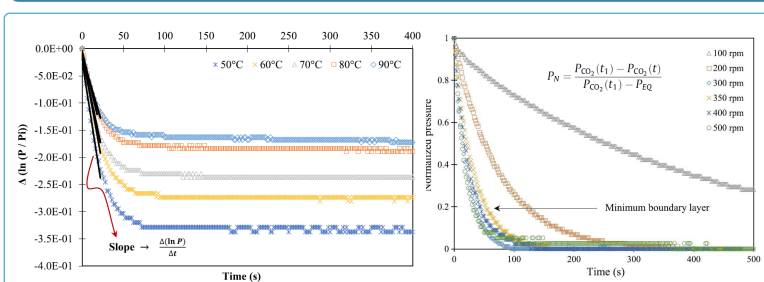 0 50 100 150 200 250 300 350 400
0.0E+00
-5.0E-02
-1.0E-01
-1.5E-01
-2.0E-01
-2.5E-01
-3.0E-01
-3.5E-01
-4.0E-01
Δ (ln (P / Pi))
50°C 60°C 70°C 80°C 90°C
Slope → Δ(ln P)/Δt
Time (s)
1
0.8
0.6
0.4
0.2
0
Normalized pressure
P_N = (P_CO₂(t₁) − P_CO₂(t))/(P_CO₂(t₁) − P_EQ)
100 rpm
200 rpm
300 rpm
350 rpm
400 rpm
500 rpm
Minimum boundary layer
0 100 200 300 400 500
Time (s)